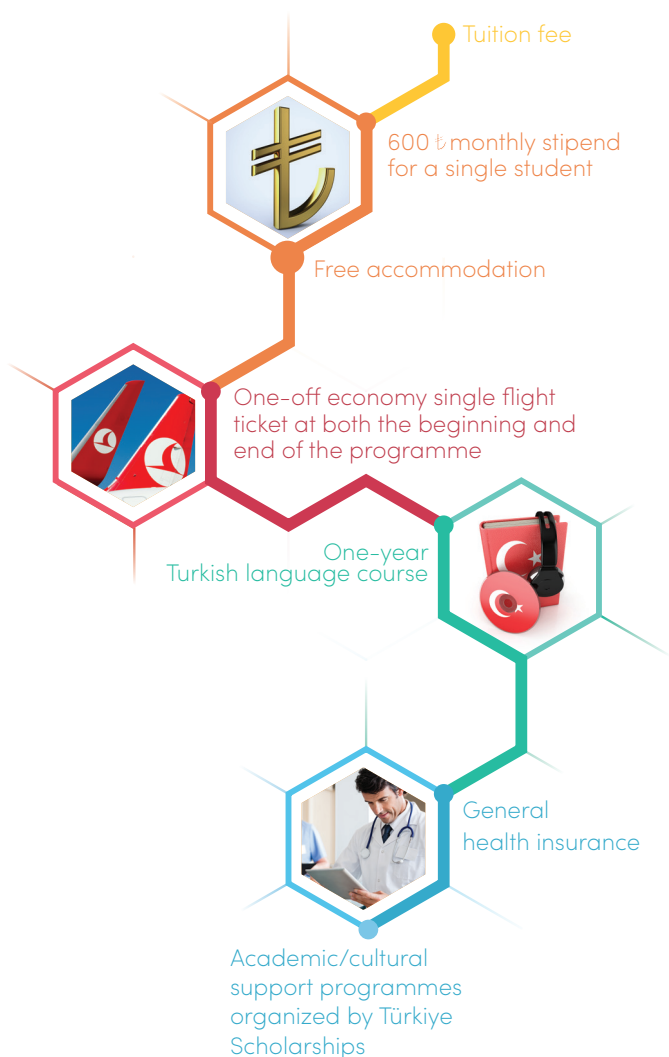 Tuition fee
600 ₺ monthly stipend
for a single student
Free accommodation
One-off economy single flight
ticket at both the beginning and
end of the programme
One-year
Turkish language course
General
health insurance
Academic/cultural
support programmes
organized by Türkiye
Scholarships